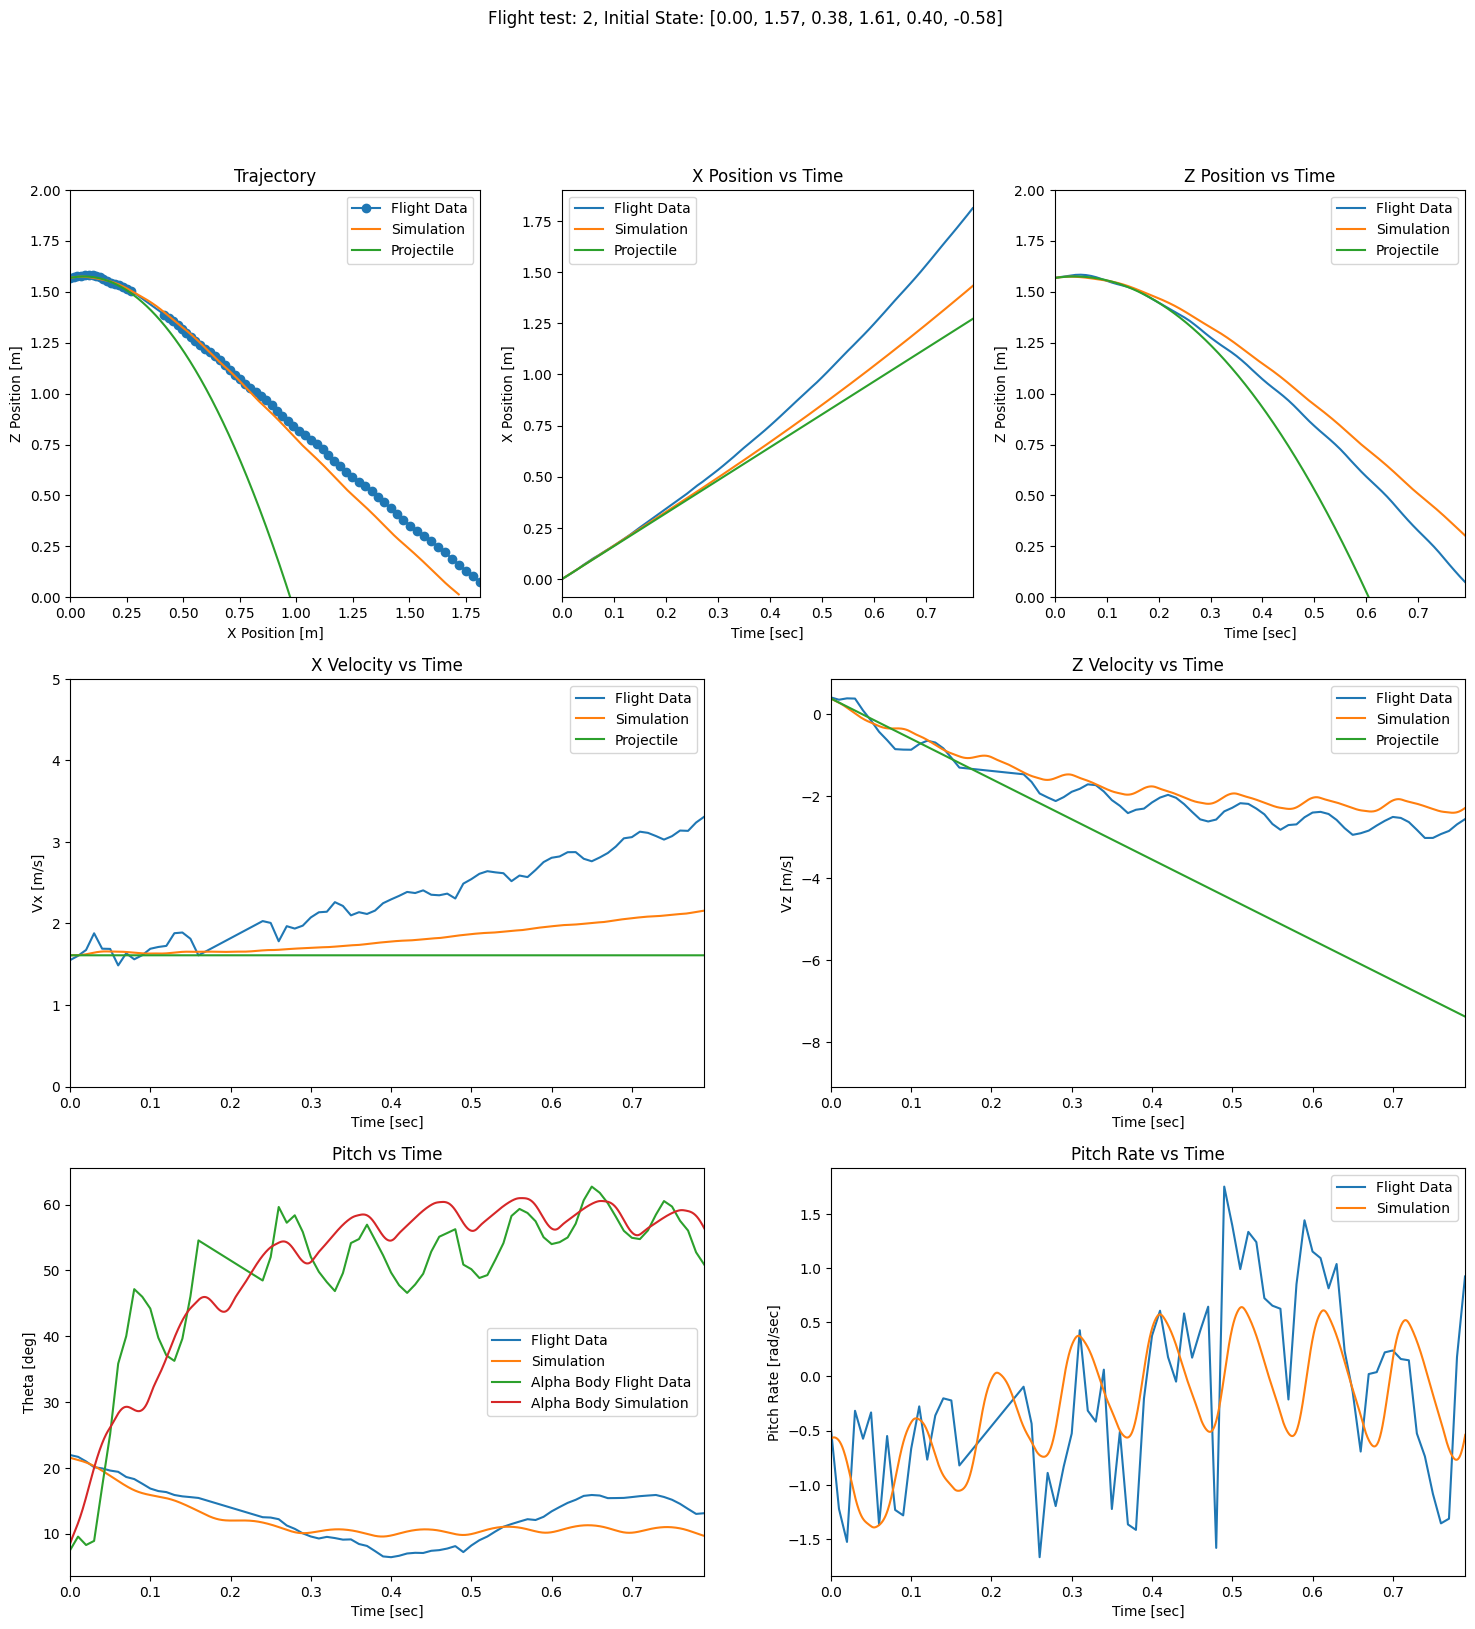 Flight test: 2, Initial State: [0.00, 1.57, 0.38, 1.61, 0.40, -0.58]
Trajectory
Z Position [m]
2.00
1.75
1.50
1.25
1.00
0.75
0.50
0.25
0.00
Flight Data
Simulation
Projectile
0.00 0.25 0.50 0.75 1.00 1.25 1.50 1.75
X Position [m]
X Position vs Time
X Position [m]
1.75
1.50
1.25
1.00
0.75
0.50
0.25
0.00
Flight Data
Simulation
Projectile
0.0 0.1 0.2 0.3 0.4 0.5 0.6 0.7
Time [sec]
Z Position vs Time
Z Position [m]
2.00
1.75
1.50
1.25
1.00
0.75
0.50
0.25
0.00
Flight Data
Simulation
Projectile
0.0 0.1 0.2 0.3 0.4 0.5 0.6 0.7
Time [sec]
X Velocity vs Time
Vx [m/s]
5
4
3
2
1
0
Flight Data
Simulation
Projectile
0.0 0.1 0.2 0.3 0.4 0.5 0.6 0.7
Time [sec]
Z Velocity vs Time
Vz [m/s]
0
−2
−4
−6
−8
Flight Data
Simulation
Projectile
0.0 0.1 0.2 0.3 0.4 0.5 0.6 0.7
Time [sec]
Pitch vs Time
Theta [deg]
60
50
40
30
20
10
Flight Data
Simulation
Alpha Body Flight Data
Alpha Body Simulation
0.0 0.1 0.2 0.3 0.4 0.5 0.6 0.7
Time [sec]
Pitch Rate vs Time
Pitch Rate [rad/sec]
1.5
1.0
0.5
0.0
−0.5
−1.0
−1.5
Flight Data
Simulation
0.0 0.1 0.2 0.3 0.4 0.5 0.6 0.7
Time [sec]